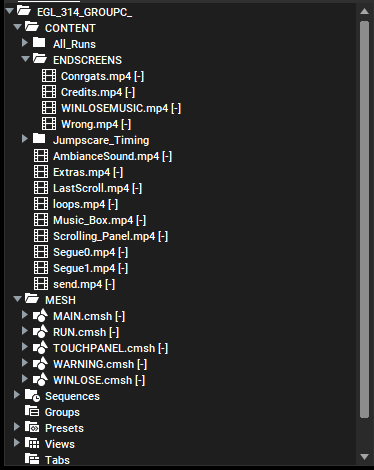 EGL_314_GROUPC_
CONTENT
All_Runs
ENDSCREENS
Conrgats.mp4 [-]
Credits.mp4 [-]
WINLOSEMUSIC.mp4 [-]
Wrong.mp4 [-]
Jumpscare_Timing
AmbianceSound.mp4 [-]
Extras.mp4 [-]
LastScroll.mp4 [-]
loops.mp4 [-]
Music_Box.mp4 [-]
Scrolling_Panel.mp4 [-]
Segue0.mp4 [-]
Segue1.mp4 [-]
send.mp4 [-]
MESH
MAIN.cmsh [-]
RUN.cmsh [-]
TOUCHPANEL.cmsh [-]
WARNING.cmsh [-]
WINLOSE.cmsh [-]
Sequences
Groups
Presets
Views
Tabs